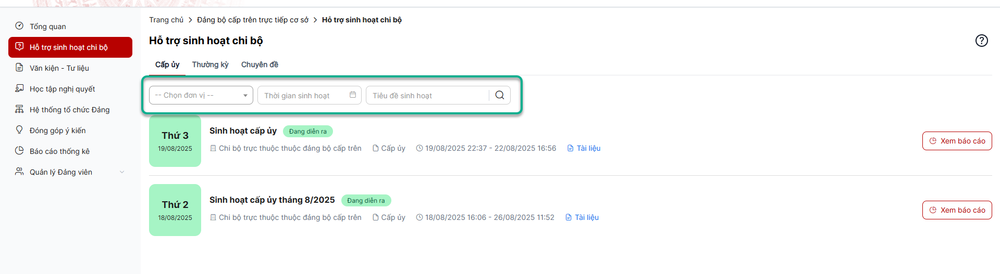 Tổng quan
Hỗ trợ sinh hoạt chi bộ
Văn kiện - Tư liệu
Học tập nghị quyết
Hệ thống tổ chức Đảng
Đóng góp ý kiến
Báo cáo thống kê
Quản lý Đảng viên
Trang chủ > Đảng bộ cấp trên trực tiếp cơ sở > Hỗ trợ sinh hoạt chi bộ
Hỗ trợ sinh hoạt chi bộ
Cấp ủy Thường kỳ Chuyên đề
-- Chọn đơn vị -- Thời gian sinh hoạt Tiêu đề sinh hoạt
Thứ 3
19/08/2025
Sinh hoạt cấp ủy Đang diễn ra
Chi bộ trực thuộc thuộc đảng bộ cấp trên Cấp ủy 19/08/2025 22:37 - 22/08/2025 16:56 Tài liệu
Xem báo cáo
Thứ 2
18/08/2025
Sinh hoạt cấp ủy tháng 8/2025 Đang diễn ra
Chi bộ trực thuộc thuộc đảng bộ cấp trên Cấp ủy 18/08/2025 16:06 - 26/08/2025 11:52 Tài liệu
Xem báo cáo